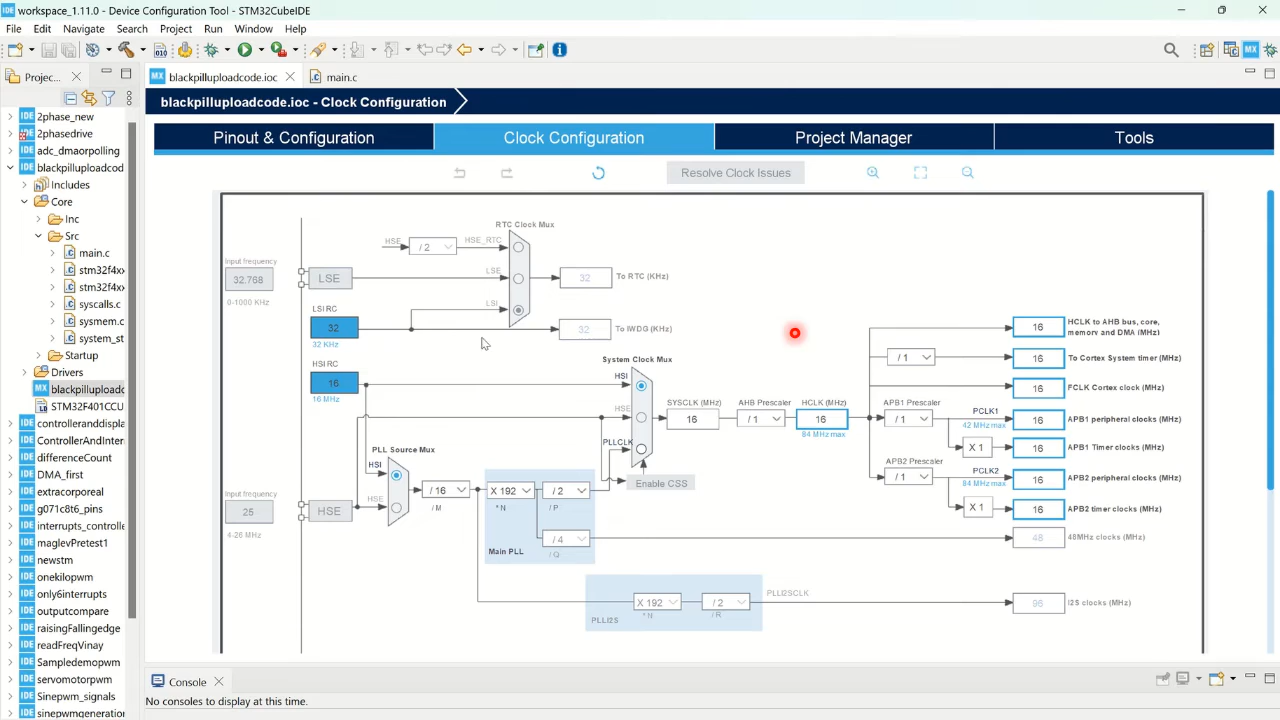 workspace_1.11.0 - Device Configuration Tool - STM32CubeIDE
File Edit Navigate Search Project Run Window Help
Projec...
blackpilluploadcode.ioc
main.c
blackpilluploadcode.ioc - Clock Configuration
Pinout & Configuration
Clock Configuration
Project Manager
Tools
Resolve Clock Issues
2phase_new
2phasedrive
adc_dmaorpolling
blackpilluploadcod
Includes
Core
Inc
Src
main.c
stm32f4xx
stm32f4xx
syscalls.c
sysmem.c
system_st
Startup
Drivers
blackpilluploadc
STM32F401CCU
controlleranddispla
ControllerAndInter
differenceCount
DMA_first
extracorporeal
g071c8t6_pins
interrupts_controlle
maglevPretest1
newstm
onekilopwm
only6interrupts
outputcompare
raisingFallingedge
readFreqVinay
Sampledemopwm
servomotorpwm
Sinepwm_signals
sinepwmgeneration
RTC Clock Mux
HSE
/ 2
HSE_RTC
Input frequency
32.768
0-1000 KHz
LSE
LSE
32
To RTC (KHz)
LSI RC
LSI
32
32 KHz
32
To IWDG (KHz)
HSI RC
16
16 MHz
System Clock Mux
HSI
HSE
PLLCLK
Enable CSS
SYSCLK (MHz)
16
AHB Prescaler
/ 1
HCLK (MHz)
16
84 MHz max
16
HCLK to AHB bus, core,
memory and DMA (MHz)
/ 1
16
To Cortex System timer (MHz)
16
FCLK Cortex clock (MHz)
APB1 Prescaler
/ 1
PCLK1
42 MHz max
16
APB1 peripheral clocks (MHz)
X 1
16
APB1 Timer clocks (MHz)
APB2 Prescaler
/ 1
PCLK2
84 MHz max
16
APB2 peripheral clocks (MHz)
X 1
16
APB2 timer clocks (MHz)
PLL Source Mux
HSI
HSE
Input frequency
25
4-26 MHz
HSE
/ 16
/ M
X 192
* N
/ 2
/ P
Main PLL
/ 4
/ Q
48
48MHz clocks (MHz)
X 192
* N
/ 2
/ R
PLLI2S
PLLI2SCLK
96
I2S clocks (MHz)
Console
No consoles to display at this time.